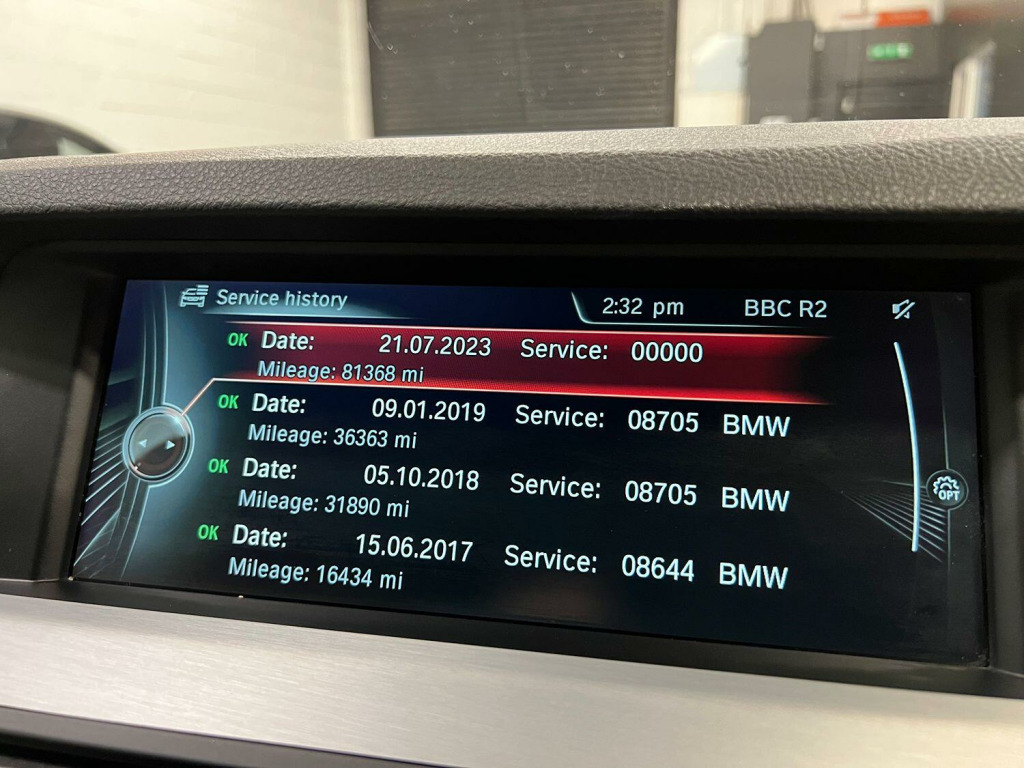 Service history 2:32 pm BBC R2
OK Date: 21.07.2023 Service: 00000
Mileage: 81368 mi
OK Date: 09.01.2019 Service: 08705 BMW
Mileage: 36363 mi
OK Date: 05.10.2018 Service: 08705 BMW
Mileage: 31890 mi
OPT
OK Date: 15.06.2017 Service: 08644 BMW
Mileage: 16434 mi